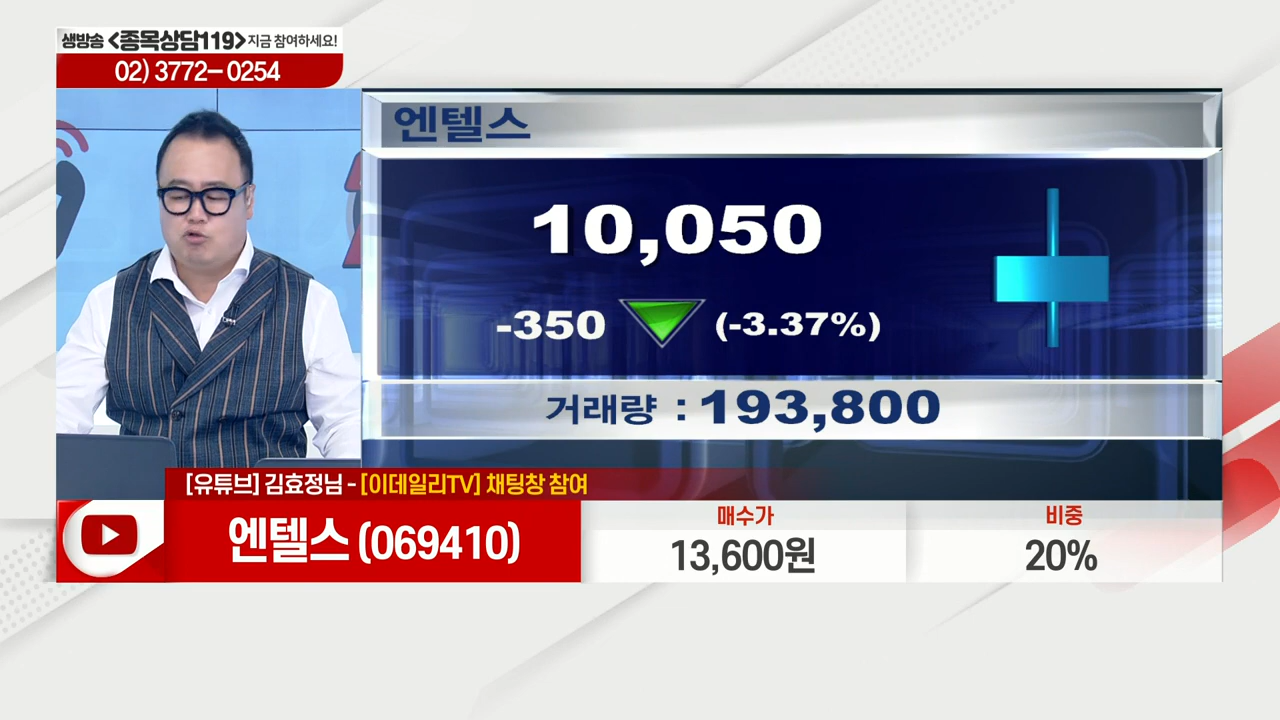 생방송 <종목상담119> 지금 참여하세요!
02) 3772-0254
엔텔스
10,050
-350 (-3.37%)
거래량 : 193,800
[유튜브] 김효정님 - [이데일리TV] 채팅창 참여
엔텔스 (069410)
매수가
13,600원
비중
20%